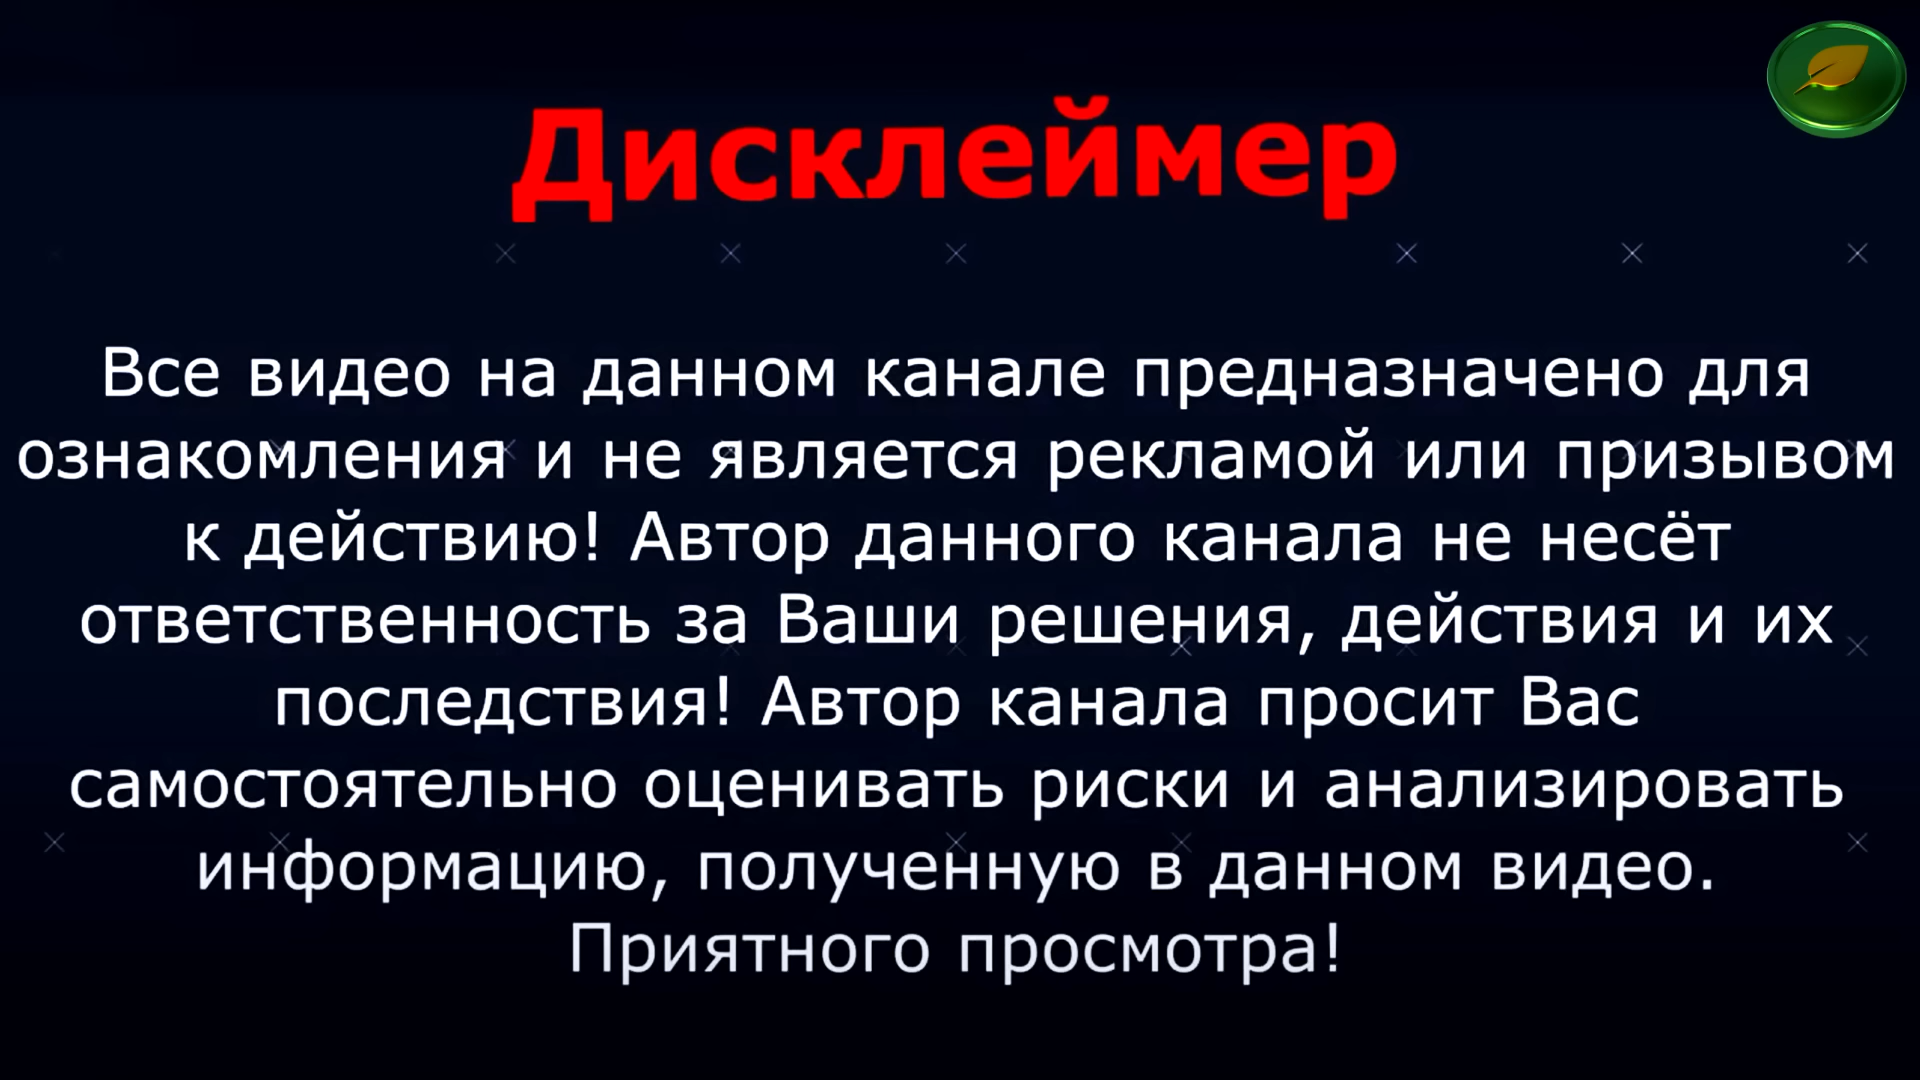 Дисклеймер
Все видео на данном канале предназначено для
ознакомления и не является рекламой или призывом
к действию! Автор данного канала не несёт
ответственность за Ваши решения, действия и их
последствия! Автор канала просит Вас
самостоятельно оценивать риски и анализировать
информацию, полученную в данном видео.
Приятного просмотра!